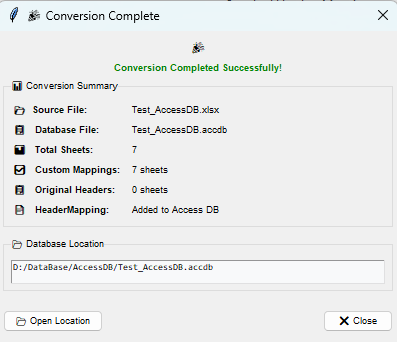 Conversion Complete
Conversion Completed Successfully!
Conversion Summary
Source File: Test_AccessDB.xlsx
Database File: Test_AccessDB.accdb
Total Sheets: 7
Custom Mappings: 7 sheets
Original Headers: 0 sheets
HeaderMapping: Added to Access DB
Database Location
D:/DataBase/AccessDB/Test_AccessDB.accdb
Open Location
Close